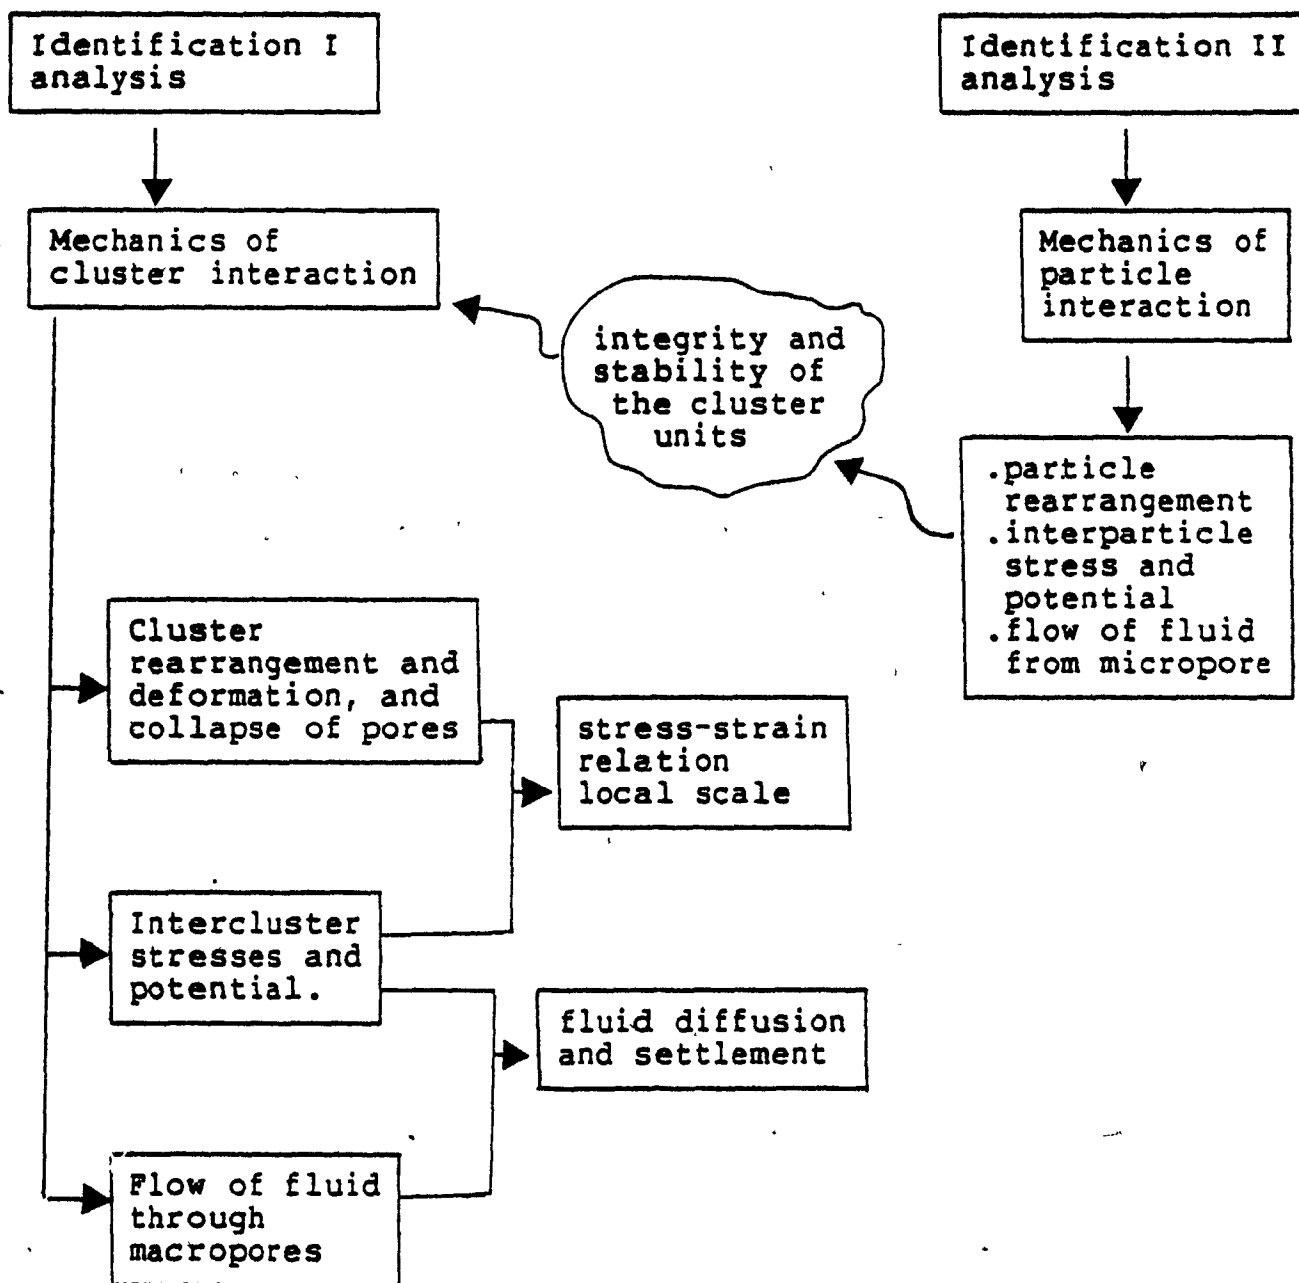 Identification I
analysis
Identification II
analysis
Mechanics of
cluster interaction
Mechanics of
particle
interaction
integrity and
stability of
the cluster
units
.particle
rearrangement
.interparticle
stress and
potential
.flow of fluid
from micropore
Cluster
rearrangement and
deformation, and
collapse of pores
stress-strain
relation
local scale
Intercluster
stresses and
potential.
fluid diffusion
and settlement
Flow of fluid
through
macropores